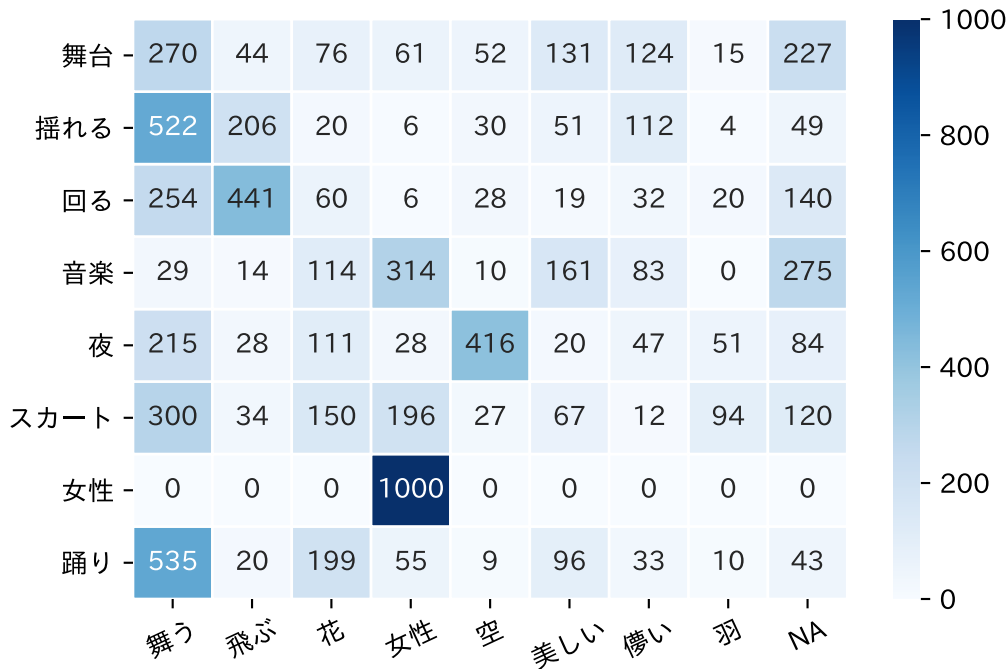 舞台 270 44 76 61 52 131 124 15 227
揺れる 522 206 20 6 30 51 112 4 49
回る 254 441 60 6 28 19 32 20 140
音楽 29 14 114 314 10 161 83 0 275
夜 215 28 111 28 416 20 47 51 84
スカート 300 34 150 196 27 67 12 94 120
女性 0 0 0 1000 0 0 0 0 0
踊り 535 20 199 55 9 96 33 10 43
舞う 飛ぶ 花 女性 空 美しい 儚い 羽 NA
1000
800
600
400
200
0